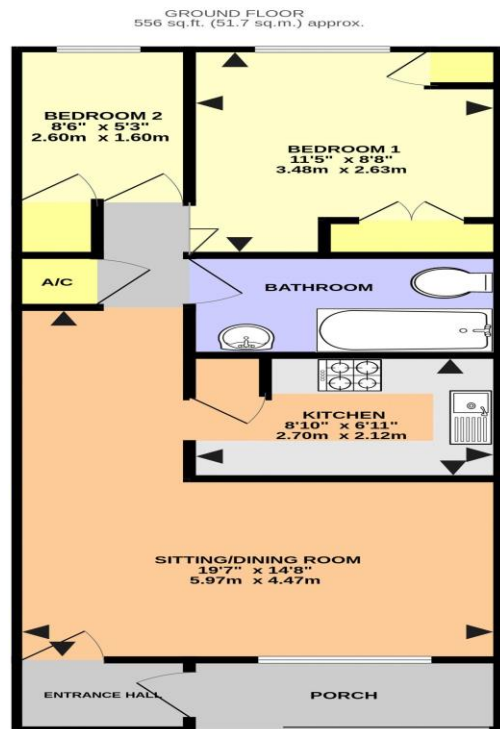 GROUND FLOOR
556 sq.ft. (51.7 sq.m.) approx.
BEDROOM 2
8'6" x 5'3"
2.60m x 1.60m
BEDROOM 1
11'5" x 8'8"
3.48m x 2.63m
A/C
BATHROOM
KITCHEN
8'10" x 6'11"
2.70m x 2.12m
SITTING/DINING ROOM
19'7" x 14'8"
5.97m x 4.47m
ENTRANCE HALL
PORCH